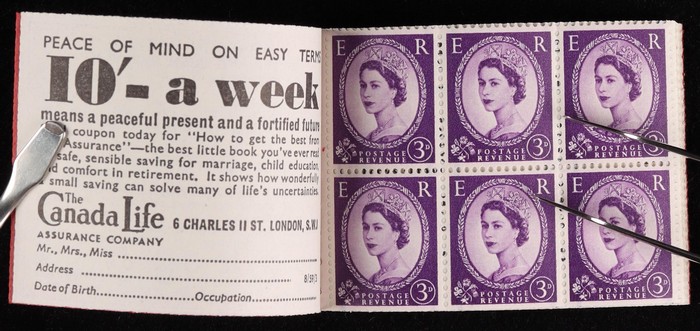 PEACE OF MIND ON EASY TERMS
10'- a week
means a peaceful present and a fortified future
coupon today for "How to get the best from
Assurance"—the best little book you've ever read
safe, sensible saving for marriage, child education
comfort in retirement. It shows how wonderfully
small saving can solve many of life's uncertainties.
The
Canada Life 6 CHARLES II ST. LONDON, S.W.1
ASSURANCE COMPANY
Mr., Mrs., Miss
Address 8/59/3
Date of Birth Occupation
E R
POSTAGE
REVENUE 3D
E R
POSTAGE
REVENUE 3D
E R
POSTAGE
REVENUE 3D
E R
POSTAGE
REVENUE 3D
E R
POSTAGE
REVENUE 3D
E R
POSTAGE
REVENUE 3D